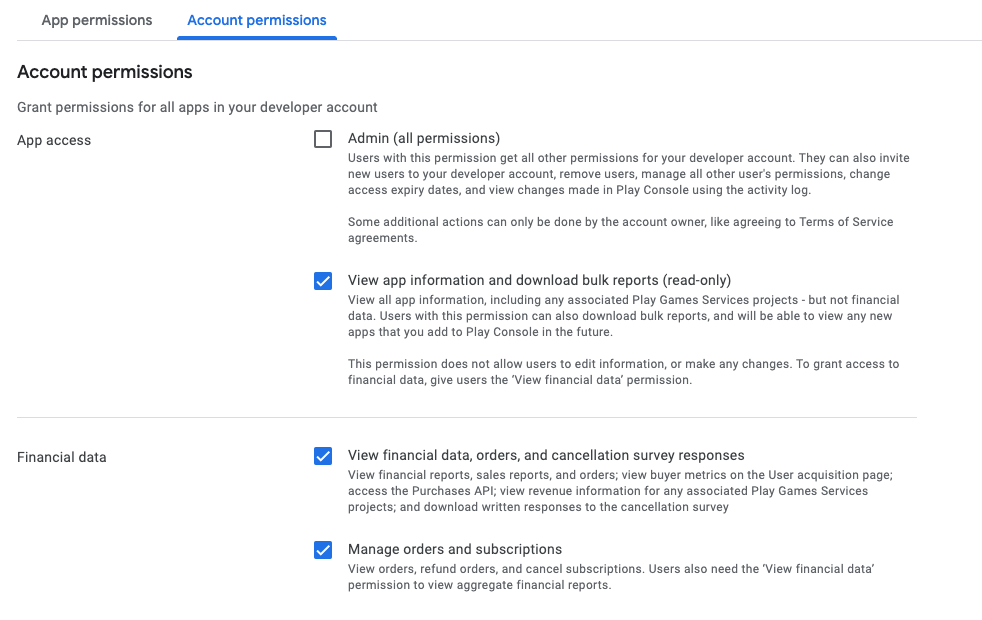 App permissions
Account permissions
Account permissions
Grant permissions for all apps in your developer account
App access
Admin (all permissions)
Users with this permission get all other permissions for your developer account. They can also invite
new users to your developer account, remove users, manage all other user's permissions, change
access expiry dates, and view changes made in Play Console using the activity log.
Some additional actions can only be done by the account owner, like agreeing to Terms of Service
agreements.
View app information and download bulk reports (read-only)
View all app information, including any associated Play Games Services projects - but not financial
data. Users with this permission can also download bulk reports, and will be able to view any new
apps that you add to Play Console in the future.
This permission does not allow users to edit information, or make any changes. To grant access to
financial data, give users the ‘View financial data’ permission.
Financial data
View financial data, orders, and cancellation survey responses
View financial reports, sales reports, and orders; view buyer metrics on the User acquisition page;
access the Purchases API; view revenue information for any associated Play Games Services
projects; and download written responses to the cancellation survey
Manage orders and subscriptions
View orders, refund orders, and cancel subscriptions. Users also need the ‘View financial data’
permission to view aggregate financial reports.